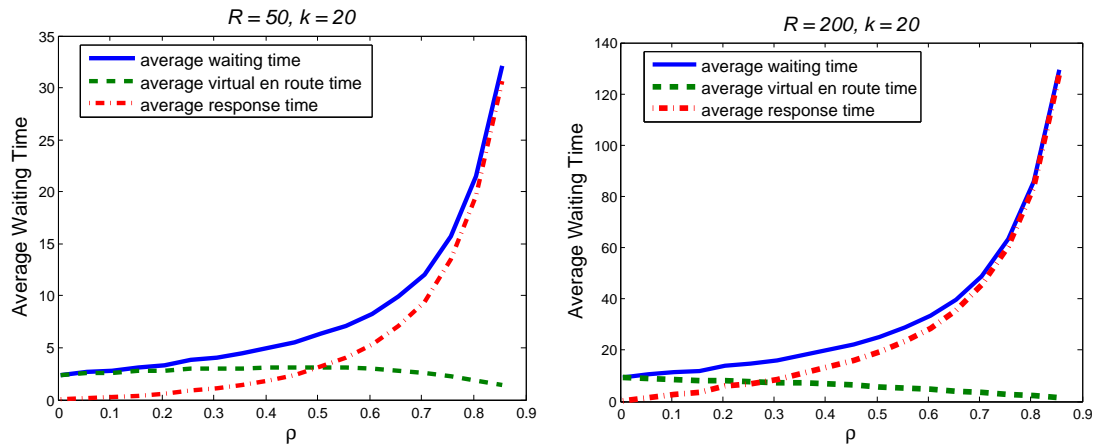 R = 50, k = 20
35
30
25
20
15
10
5
0
Average Waiting Time
average waiting time
average virtual en route time
average response time
0 0.1 0.2 0.3 0.4 0.5 0.6 0.7 0.8 0.9
ρ
R = 200, k = 20
140
120
100
80
60
40
20
0
Average Waiting Time
average waiting time
average virtual en route time
average response time
0 0.1 0.2 0.3 0.4 0.5 0.6 0.7 0.8 0.9
ρ